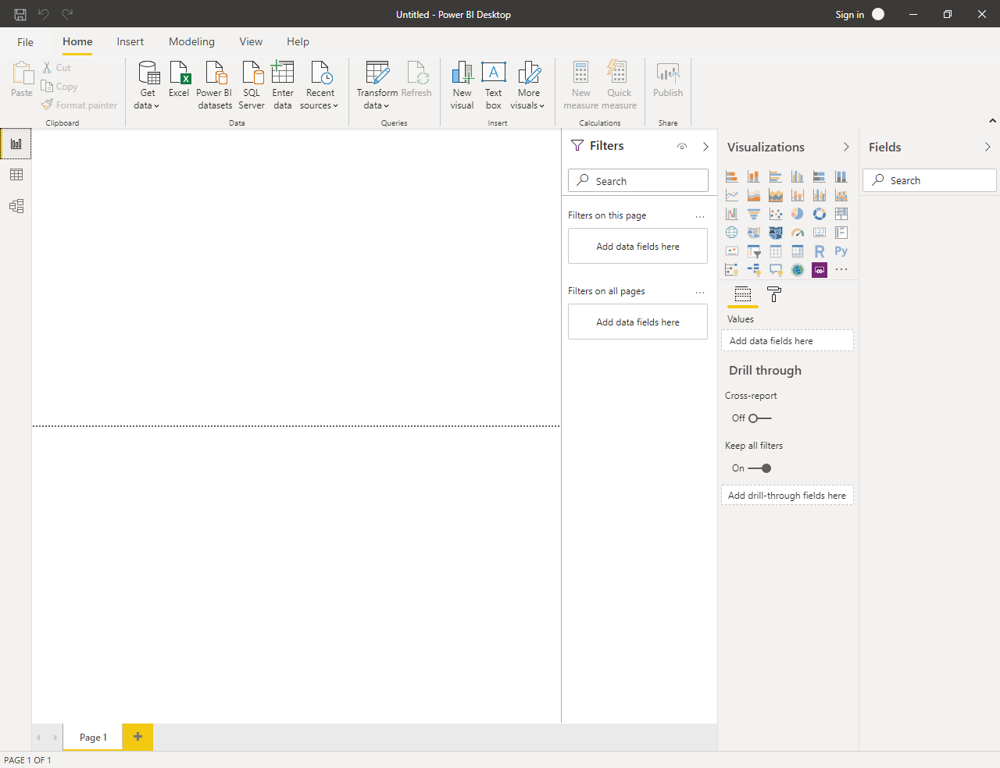 Untitled - Power BI Desktop
Sign in
File
Home
Insert
Modeling
View
Help
Paste
Cut
Copy
Format painter
Clipboard
Get
data
Excel
Power BI
datasets
SQL
Server
Enter
data
Recent
sources
Data
Transform
data
Refresh
Queries
New
visual
Text
box
More
visuals
Insert
New
measure
Quick
measure
Calculations
Publish
Share
Filters
Search
Filters on this page
...
Add data fields here
Filters on all pages
...
Add data fields here
Visualizations
123
R
Py
...
Values
Add data fields here
Drill through
Cross-report
Off
Keep all filters
On
Add drill-through fields here
Fields
Search
Page 1
PAGE 1 OF 1